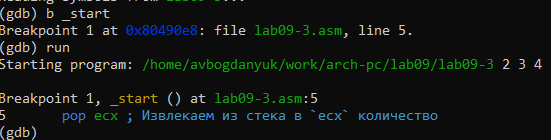 (gdb) b _start
Breakpoint 1 at 0x80490e8: file lab09-3.asm, line 5.
(gdb) run
Starting program: /home/avbogdanyuk/work/arch-pc/lab09/lab09-3 2 3 4
Breakpoint 1, _start () at lab09-3.asm:5
5 pop ecx ; Извлекаем из стека в `ecx` количество
(gdb)